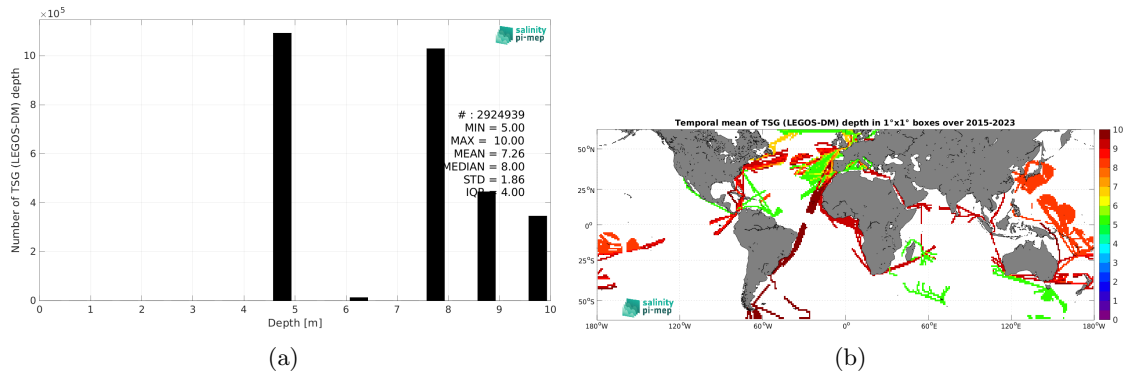 ×10⁵
10
8
6
4
2
0
Number of TSG (LEGOS-DM) depth
salinity
pi-mep
# : 2924939
MIN = 5.00
MAX = 10.00
MEAN = 7.26
MEDIAN = 8.00
STD = 1.86
IQR = 4.00
0 1 2 3 4 5 6 7 8 9 10
Depth [m]
(a)
Temporal mean of TSG (LEGOS-DM) depth in 1°x1° boxes over 2015-2023
50°N
25°N
0°
25°S
50°S
180°W 120°W 60°W 0° 60°E 120°E 180°E
salinity
pi-mep
10
9
8
7
6
5
4
3
2
1
0
(b)